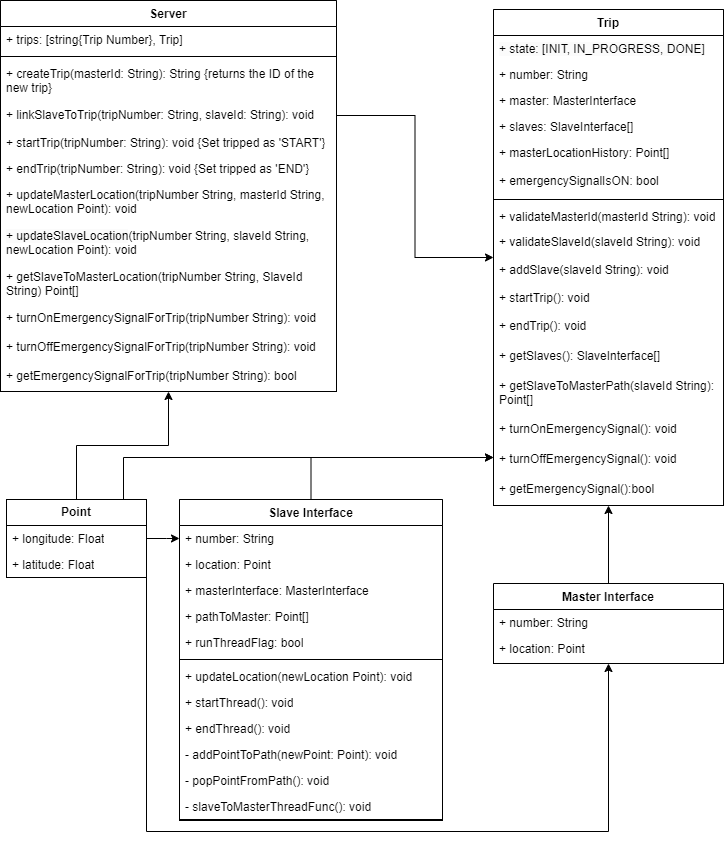 Server
+ trips: [string{Trip Number}, Trip]
+ createTrip(masterId: String): String {returns the ID of the
new trip}
+ linkSlaveToTrip(tripNumber: String, slaveId: String): void
+ startTrip(tripNumber: String): void {Set tripped as 'START'}
+ endTrip(tripNumber: String): void {Set tripped as 'END'}
+ updateMasterLocation(tripNumber String, masterId String,
newLocation Point): void
+ updateSlaveLocation(tripNumber String, slaveId String,
newLocation Point): void
+ getSlaveToMasterLocation(tripNumber String, SlaveId
String) Point[]
+ turnOnEmergencySignalForTrip(tripNumber String): void
+ turnOffEmergencySignalForTrip(tripNumber String): void
+ getEmergencySignalForTrip(tripNumber String): bool
Trip
+ state: [INIT, IN_PROGRESS, DONE]
+ number: String
+ master: MasterInterface
+ slaves: SlaveInterface[]
+ masterLocationHistory: Point[]
+ emergencySignalIsON: bool
+ validateMasterId(masterId String): void
+ validateSlaveId(slaveId String): void
+ addSlave(slaveId String): void
+ startTrip(): void
+ endTrip(): void
+ getSlaves(): SlaveInterface[]
+ getSlaveToMasterPath(slaveId String):
Point[]
+ turnOnEmergencySignal(): void
+ turnOffEmergencySignal(): void
+ getEmergencySignal():bool
Point
+ longitude: Float
+ latitude: Float
Slave Interface
+ number: String
+ location: Point
+ masterInterface: MasterInterface
+ pathToMaster: Point[]
+ runThreadFlag: bool
+ updateLocation(newLocation Point): void
+ startThread(): void
+ endThread(): void
- addPointToPath(newPoint: Point): void
- popPointFromPath(): void
- slaveToMasterThreadFunc(): void
Master Interface
+ number: String
+ location: Point